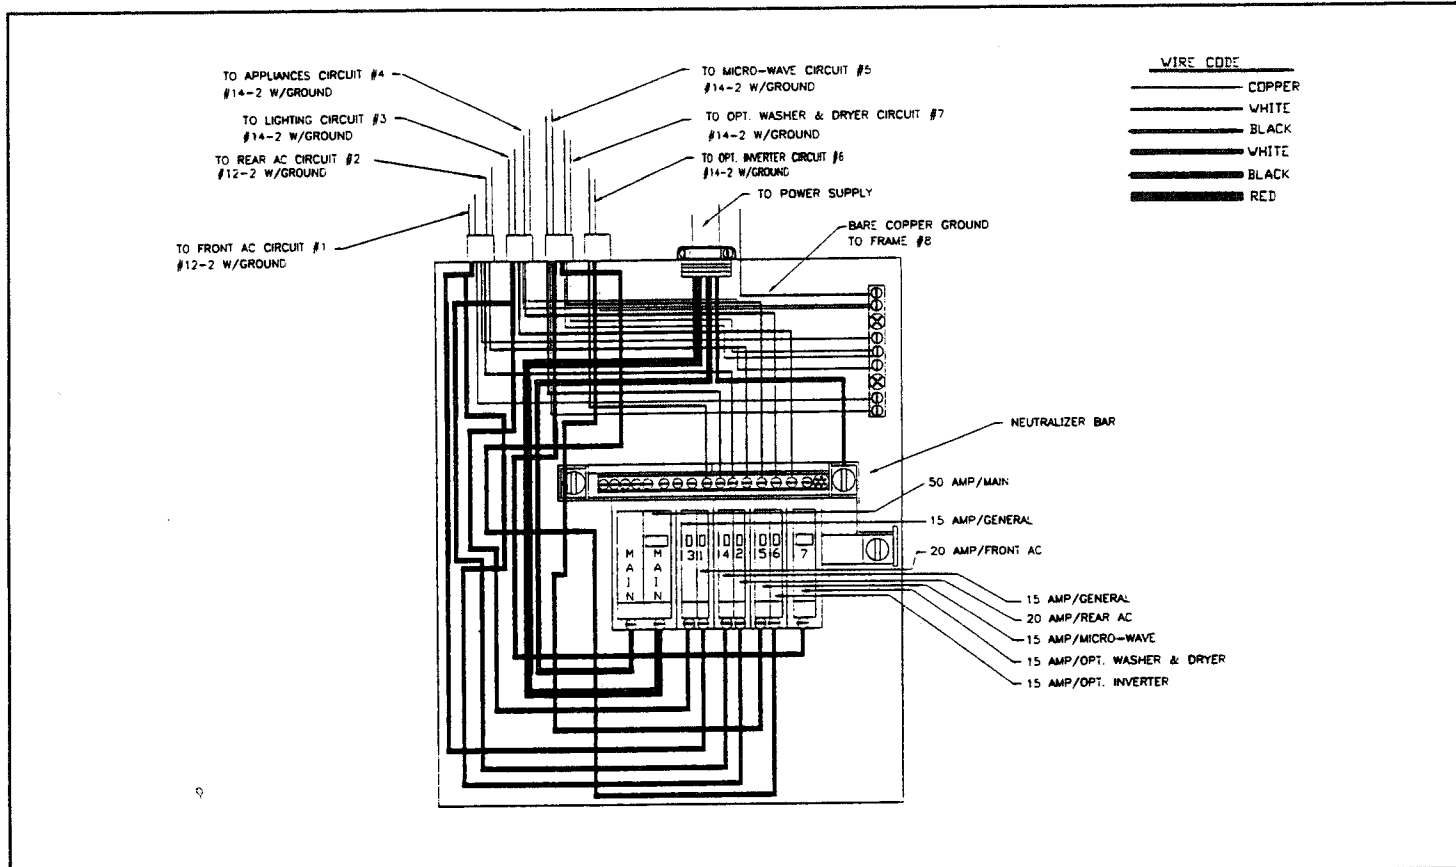 TO APPLIANCES CIRCUIT #4
#14-2 W/GROUND
TO LIGHTING CIRCUIT #3
#14-2 W/GROUND
TO REAR AC CIRCUIT #2
#12-2 W/GROUND
TO FRONT AC CIRCUIT #1
#12-2 W/GROUND
TO MICRO-WAVE CIRCUIT #5
#14-2 W/GROUND
TO OPT. WASHER & DRYER CIRCUIT #7
#14-2 W/GROUND
TO OPT. INVERTER CIRCUIT #6
#14-2 W/GROUND
TO POWER SUPPLY
BARE COPPER GROUND
TO FRAME #8
WIRE CODE
COPPER
WHITE
BLACK
WHITE
BLACK
RED
NEUTRALIZER BAR
50 AMP/MAIN
15 AMP/GENERAL
20 AMP/FRONT AC
15 AMP/GENERAL
20 AMP/REAR AC
15 AMP/MICRO-WAVE
15 AMP/OPT. WASHER & DRYER
15 AMP/OPT. INVERTER
MAIN
MAIN
3 1
4 2
5 6
7